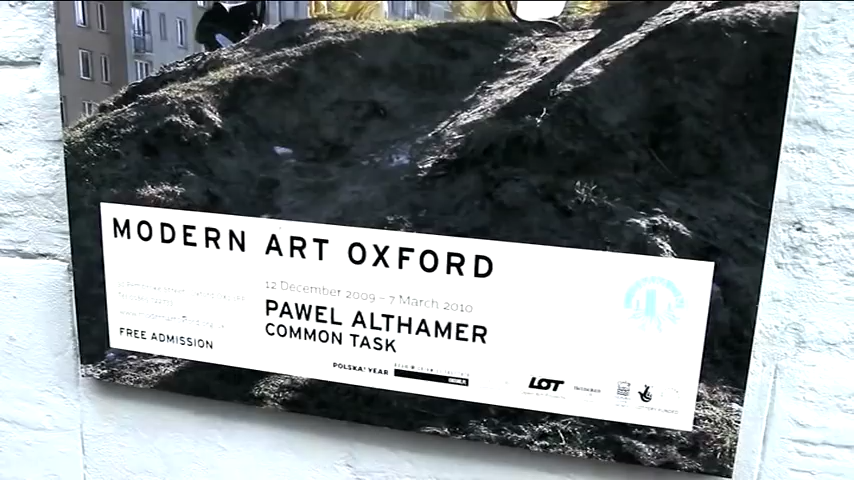 MODERN ART OXFORD
12 December 2009 – 7 March 2010
PAWEL ALTHAMER
COMMON TASK
FREE ADMISSION
POLSKA! YEAR
LOT